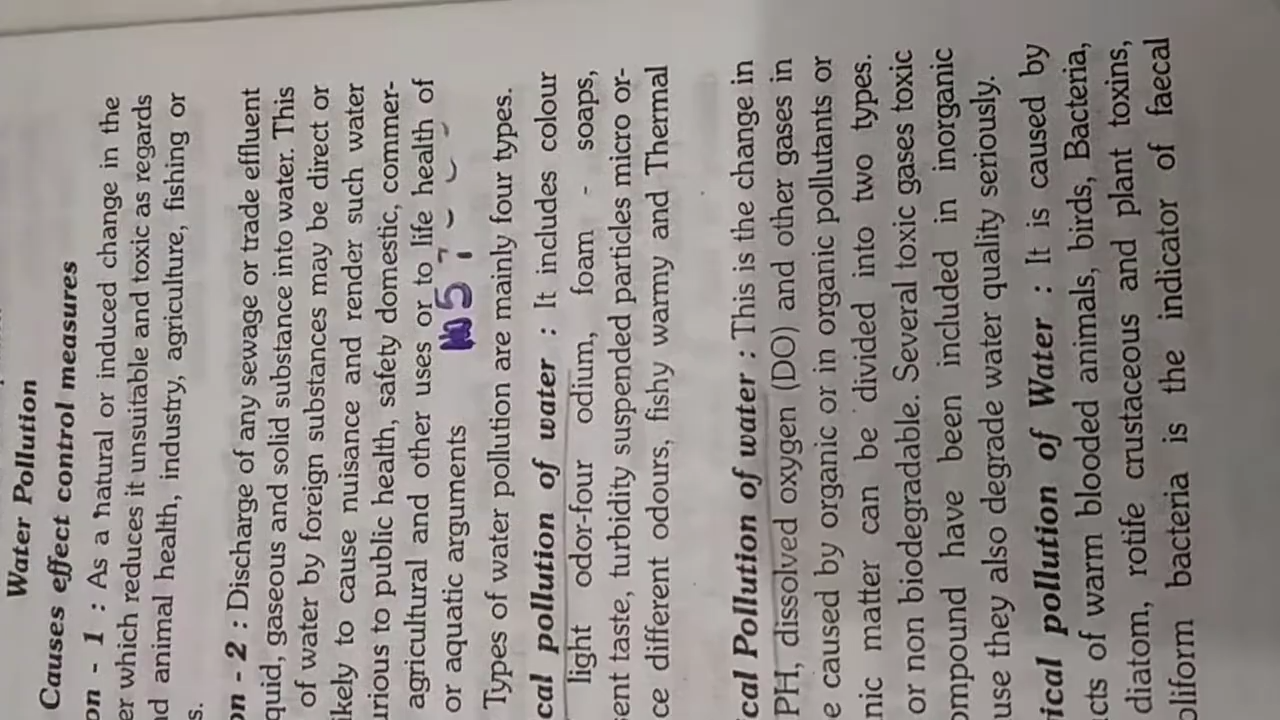 Water Pollution
Causes effect control measures
on - 1 : As a natural or induced change in the
er which reduces it unsuitable and toxic as regards
nd animal health, industry, agriculture, fishing or
s.
on - 2 : Discharge of any sewage or trade effluent
quid, gaseous and solid substance into water. This
of water by foreign substances may be direct or
ikely to cause nuisance and render such water
urious to public health, safety domestic, commer-
agricultural and other uses or to life health of
or aquatic arguments
5
Types of water pollution are mainly four types.
cal pollution of water : It includes colour
light odor-four odium, foam - soaps,
sent taste, turbidity suspended particles micro or-
ce different odours, fishy warmy and Thermal
cal Pollution of water : This is the change in
PH, dissolved oxygen (DO) and other gases in
e caused by organic or in organic pollutants or
nic matter can be divided into two types.
or non biodegradable. Several toxic gases toxic
ompound have been included in inorganic
use they also degrade water quality seriously.
ical pollution of Water : It is caused by
cts of warm blooded animals, birds, Bacteria,
diatom, rotife crustaceous and plant toxins,
oliform bacteria is the indicator of faecal